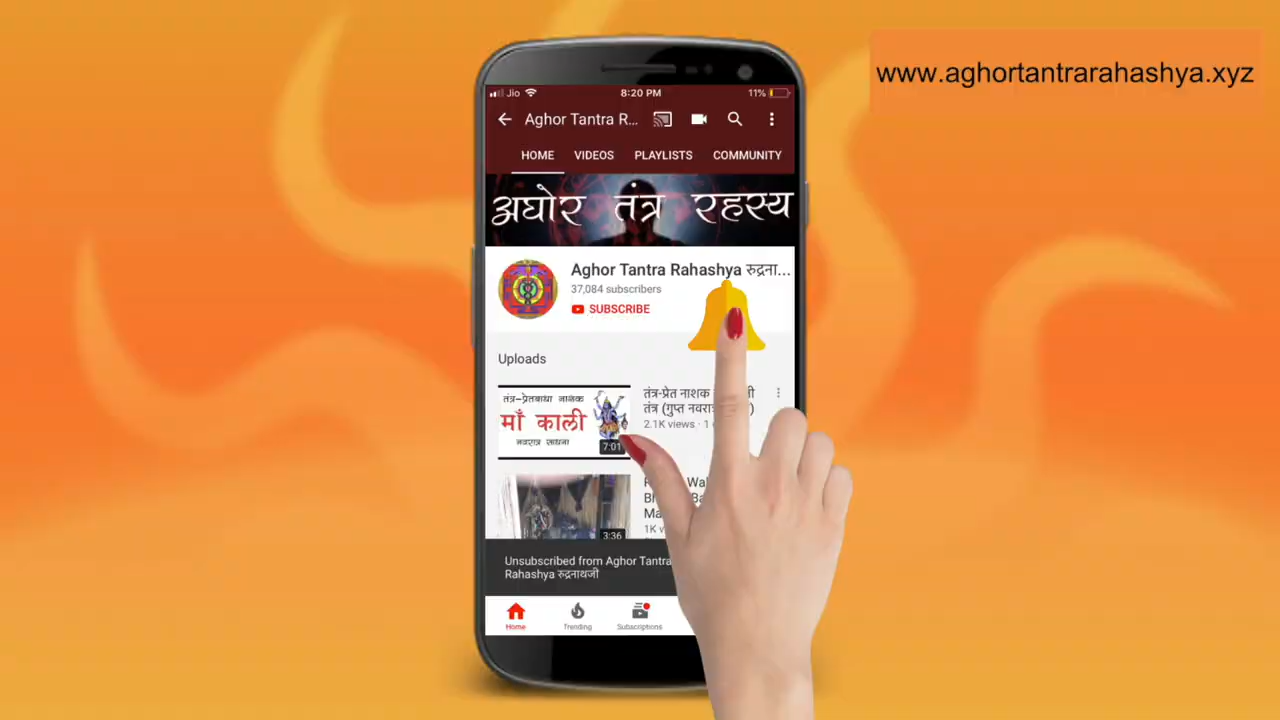 www.aghortantrarahashya.xyz
Jio 8:20 PM 11%
Aghor Tantra R...
HOME VIDEOS PLAYLISTS COMMUNITY
अघोर तंत्र रहस्य
Aghor Tantra Rahashya रुद्रना...
37,084 subscribers
SUBSCRIBE
Uploads
तंत्र-प्रेतबाधा नाशक
माँ काली
नवरात्र साधना
7:01
तंत्र-प्रेत नाशक
तंत्र (गुप्त
2.1K views
3:36
Unsubscribed from Aghor Tantra
Rahashya रुद्रनाथजी
Home Trending Subscriptions